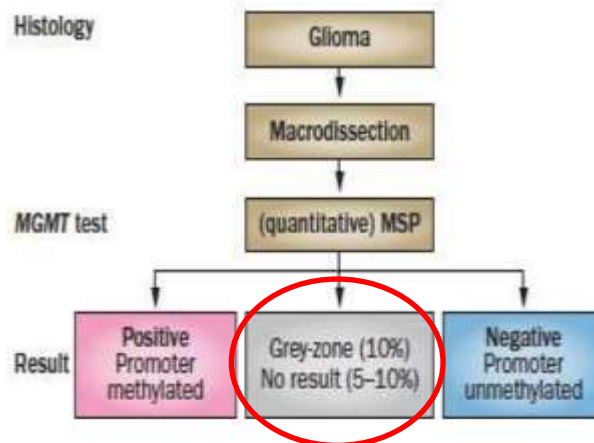 Histology
Glioma
Macrodissection
MGMT test
(quantitative) MSP
Result
Positive
Promoter
methylated
Grey-zone (10%)
No result (5–10%)
Negative
Promoter
unmethylated